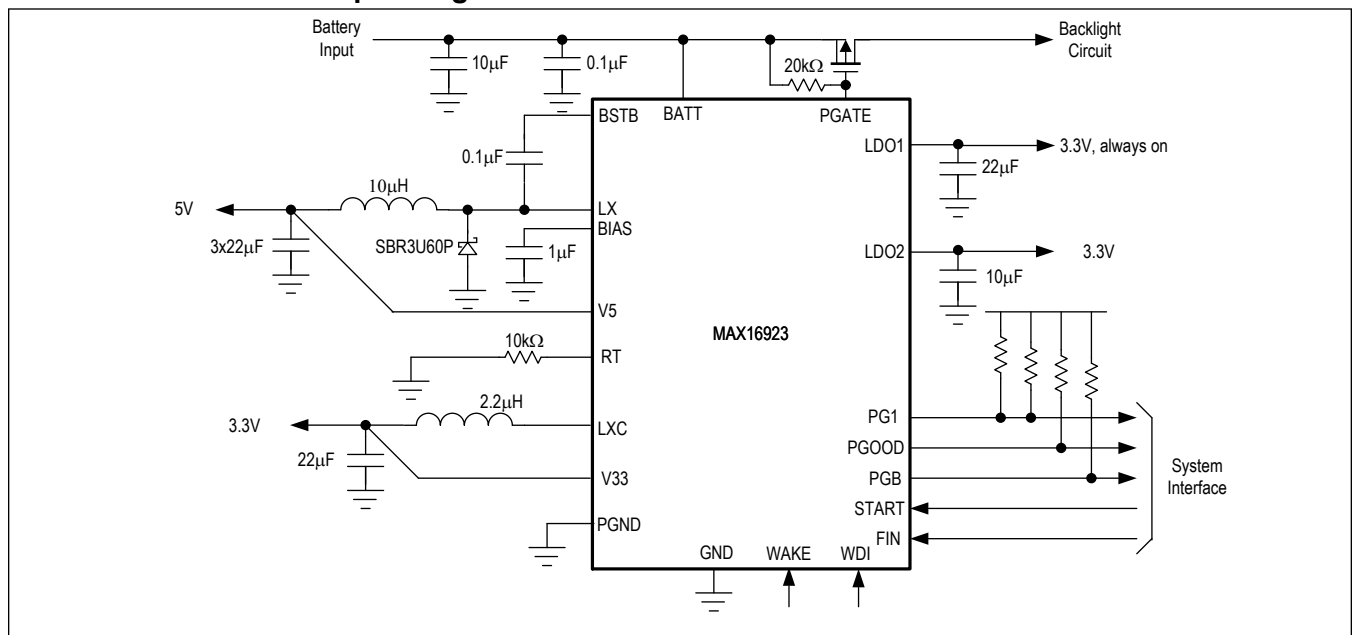 Battery
Input
Backlight
Circuit
10µF
0.1µF
20kΩ
BSTB
BATT
PGATE
LDO1
3.3V, always on
0.1µF
22µF
10µH
5V
LX
BIAS
3x22µF
SBR3U60P
1µF
LDO2
3.3V
10µF
V5
MAX16923
10kΩ
RT
2.2µH
3.3V
LXC
PG1
22µF
PGOOD
V33
PGB
System
Interface
START
PGND
FIN
GND
WAKE
WDI